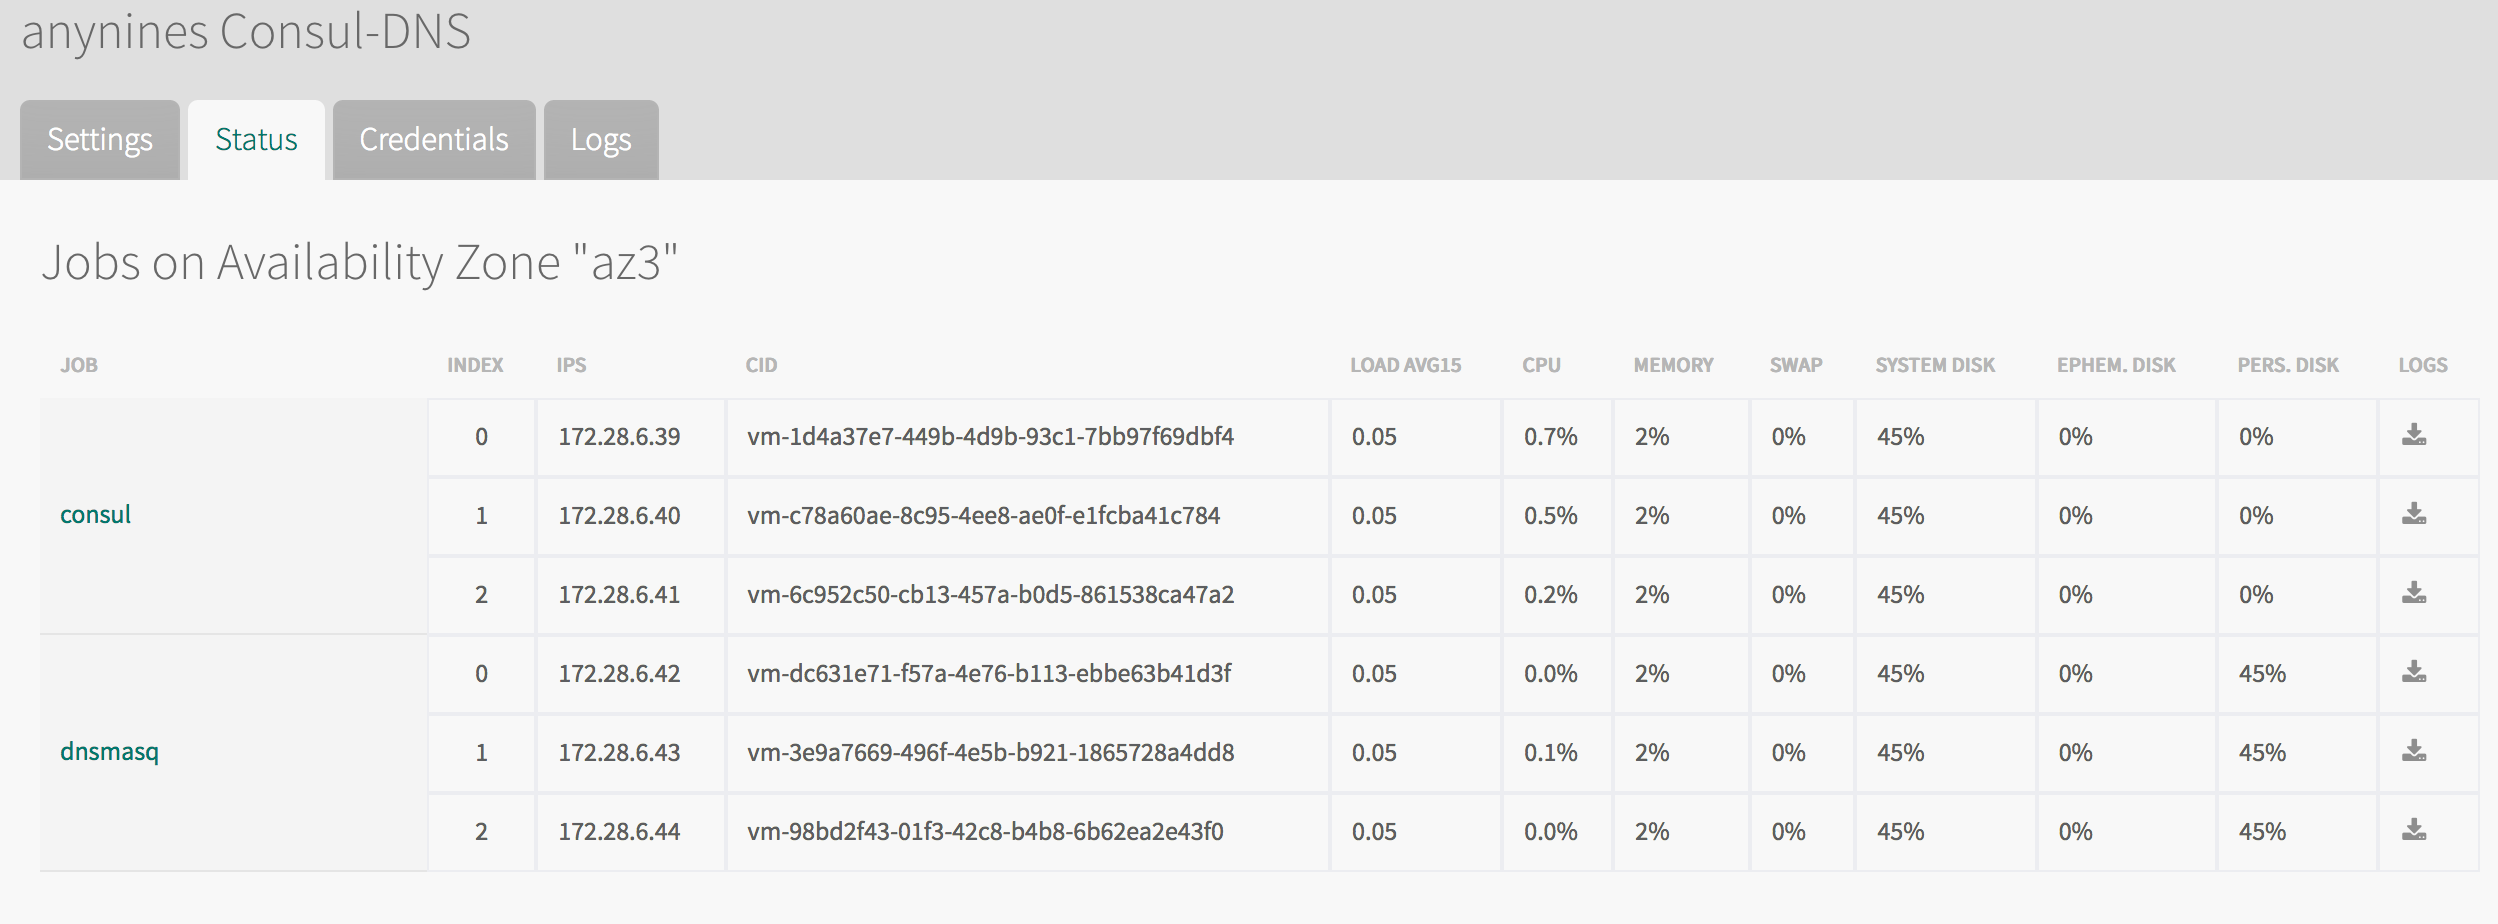 anynines Consul-DNS
Settings Status Credentials Logs
Jobs on Availability Zone "az3"
JOB INDEX IPS CID LOAD AVG15 CPU MEMORY SWAP SYSTEM DISK EPHEM. DISK PERS. DISK LOGS
0 172.28.6.39 vm-1d4a37e7-449b-4d9b-93c1-7bb97f69dbf4 0.05 0.7% 2% 0% 45% 0% 0%
consul 1 172.28.6.40 vm-c78a60ae-8c95-4ee8-ae0f-e1fcba41c784 0.05 0.5% 2% 0% 45% 0% 0%
2 172.28.6.41 vm-6c952c50-cb13-457a-b0d5-861538ca47a2 0.05 0.2% 2% 0% 45% 0% 0%
0 172.28.6.42 vm-dc631e71-f57a-4e76-b113-ebbe63b41d3f 0.05 0.0% 2% 0% 45% 0% 45%
dnsmasq 1 172.28.6.43 vm-3e9a7669-496f-4e5b-b921-1865728a4dd8 0.05 0.1% 2% 0% 45% 0% 45%
2 172.28.6.44 vm-98bd2f43-01f3-42c8-b4b8-6b62ea2e43f0 0.05 0.0% 2% 0% 45% 0% 45%